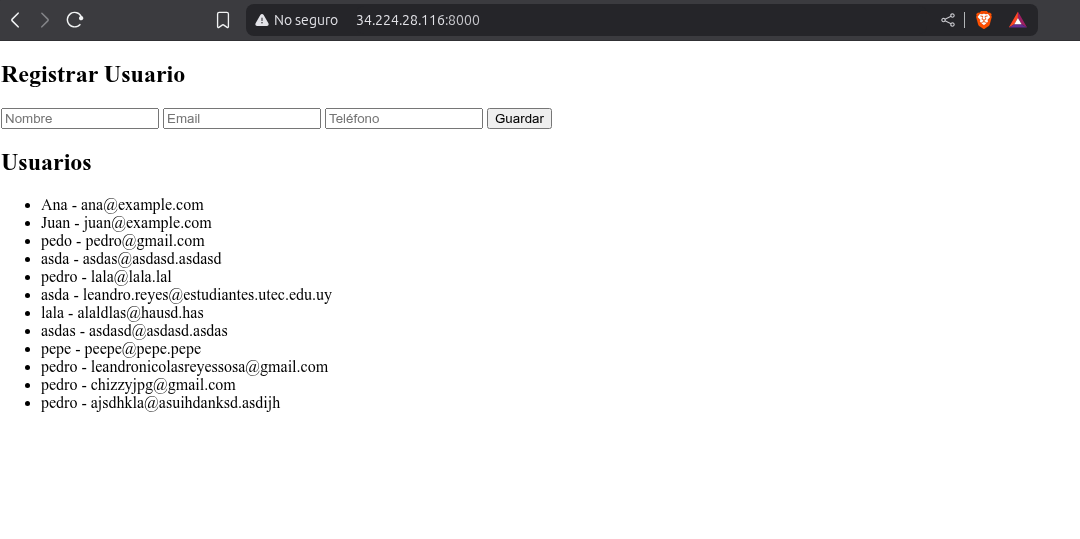 No seguro 34.224.28.116:8000
Registrar Usuario
Nombre Email Teléfono Guardar
Usuarios
Ana - ana@example.com
Juan - juan@example.com
pedo - pedro@gmail.com
asda - asdas@asdasd.asdasd
pedro - lala@lala.lal
asda - leandro.reyes@estudiantes.utec.edu.uy
lala - alaldlas@hausd.has
asdas - asdasd@asdasd.asdas
pepe - peepe@pepe.pepe
pedro - leandronicolasreyessosa@gmail.com
pedro - chizzyjpg@gmail.com
pedro - ajsdhkla@asuihdanksd.asdijh